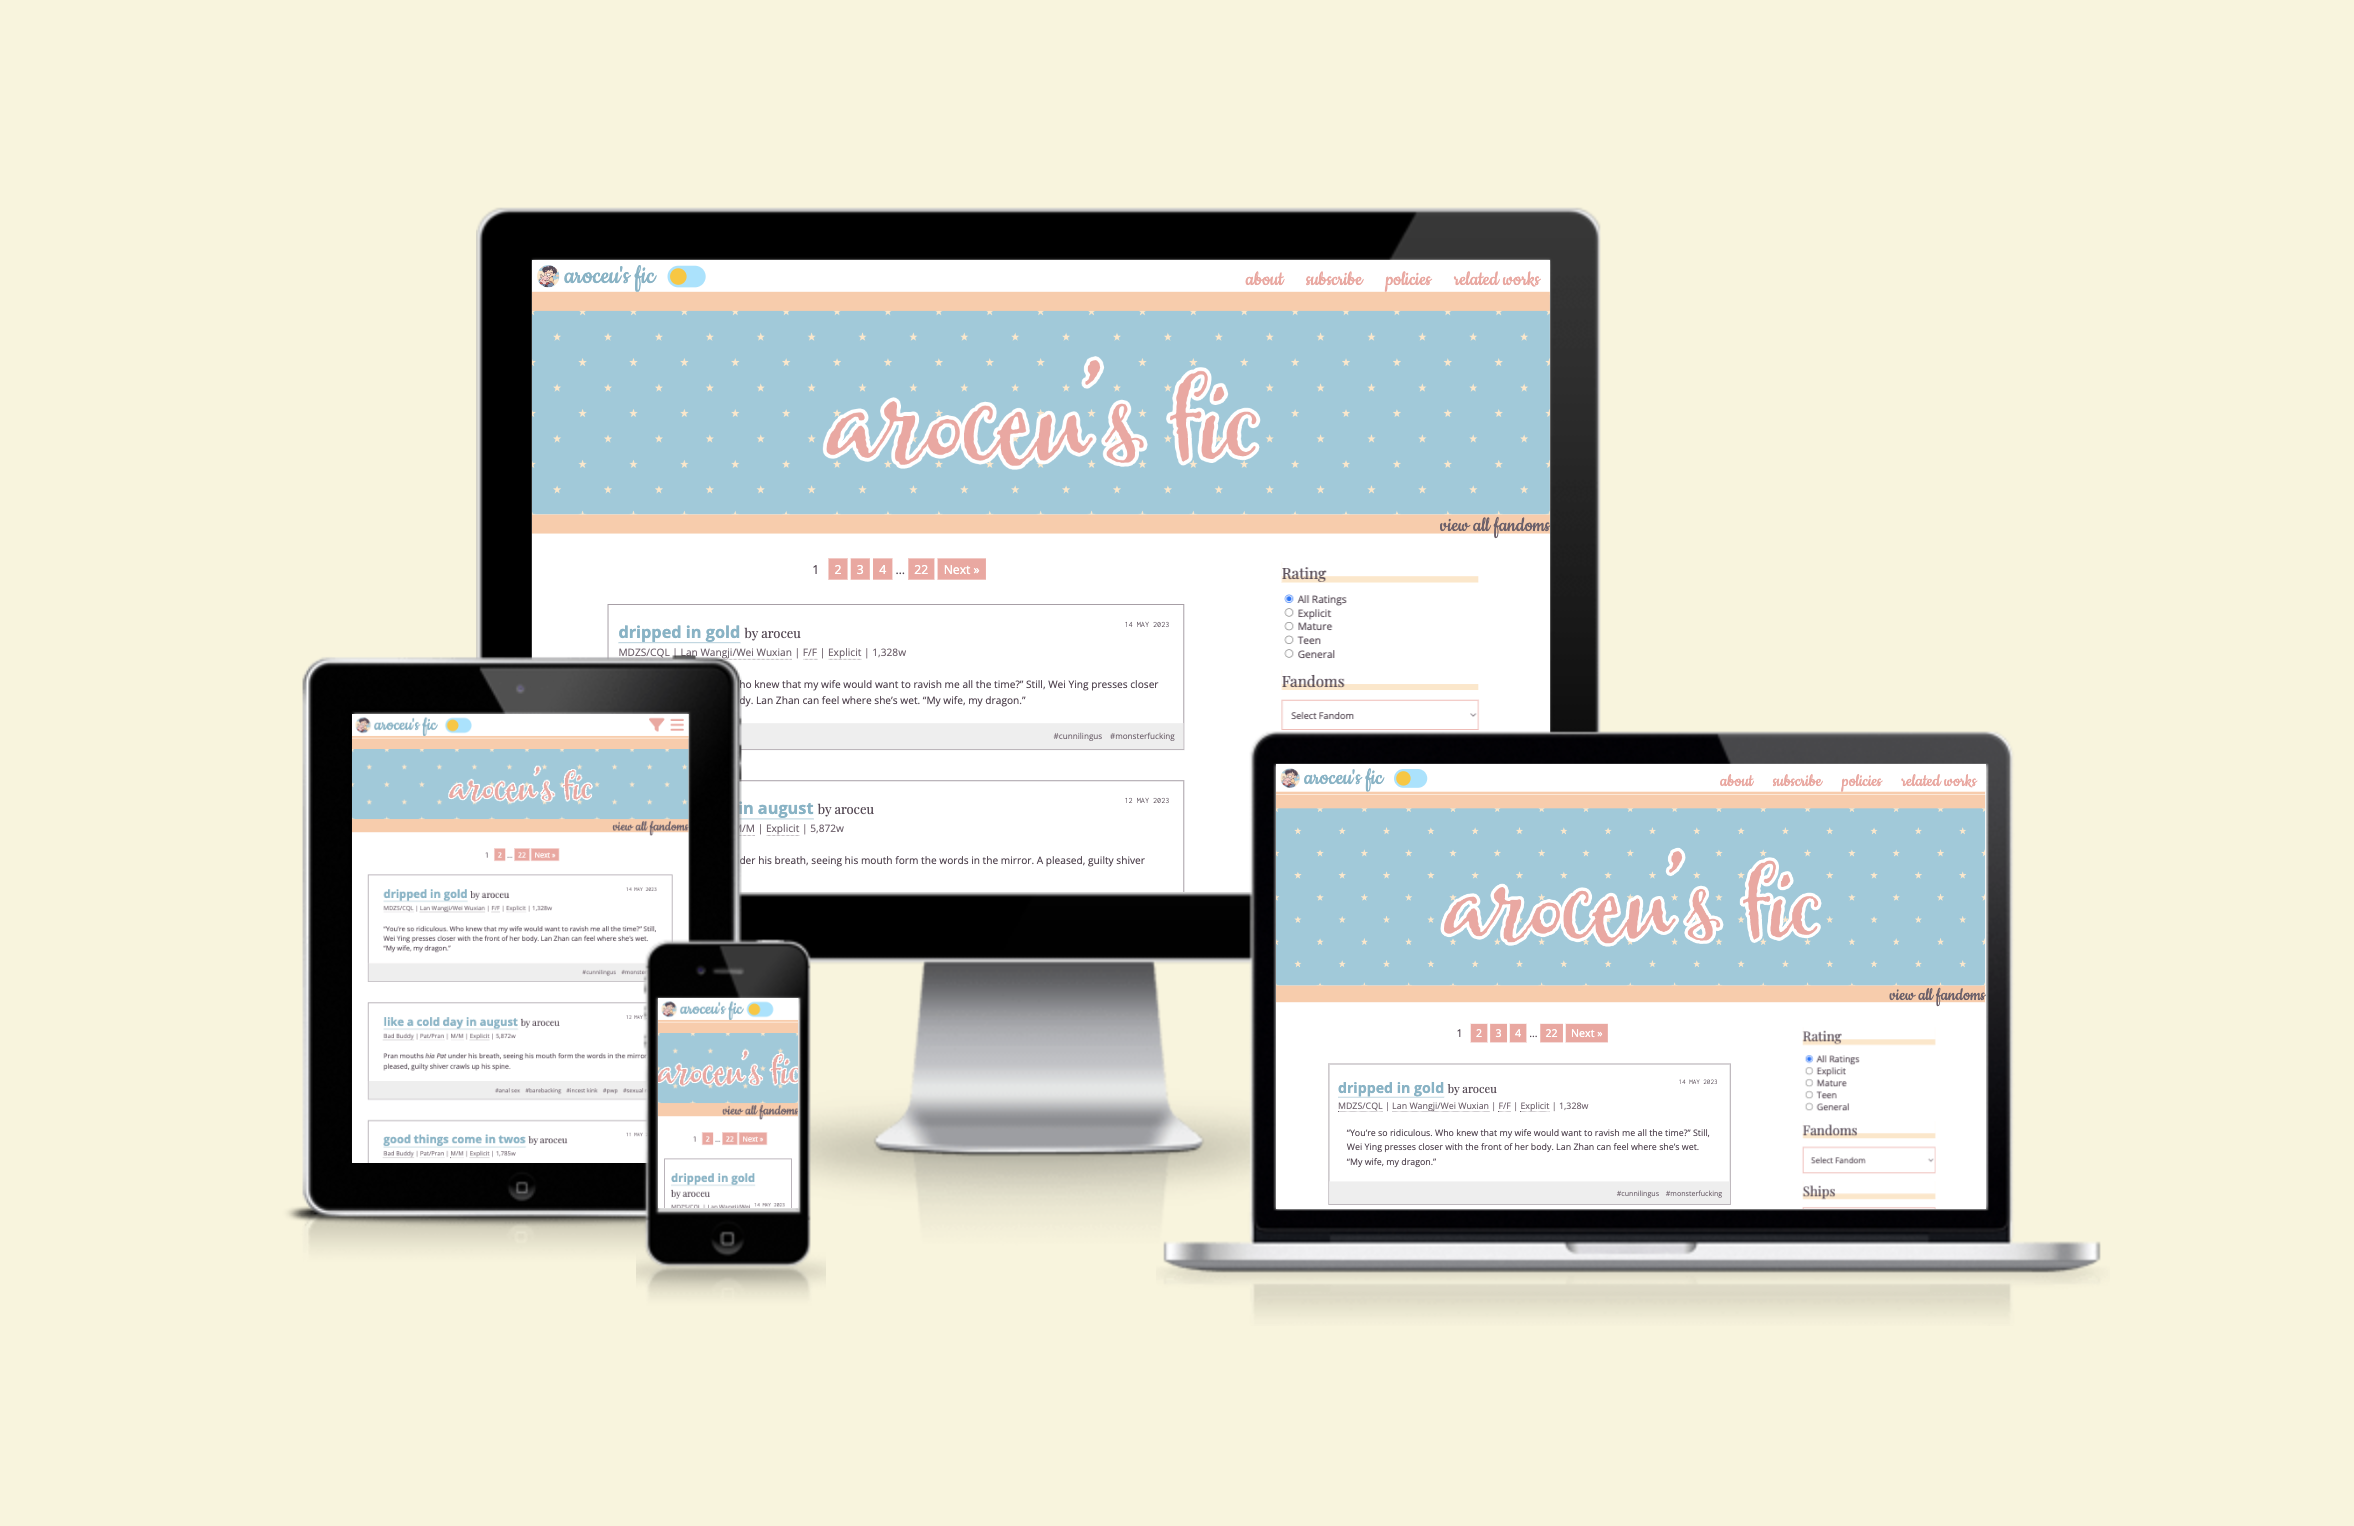 aroceu's fic
about subscribe policies related works
aroceu's fic
view all fandoms
1 2 3 4 ... 22 Next »
dripped in gold by aroceu
14 MAY 2023
MDZS/CQL | Lan Wangji/Wei Wuxian | F/F | Explicit | 1,328w
ho knew that my wife would want to ravish me all the time?” Still, Wei Ying presses closer
dy. Lan Zhan can feel where she’s wet. “My wife, my dragon.”
#cunnilingus #monsterfucking
in august by aroceu
12 MAY 2023
M/M | Explicit | 5,872w
der his breath, seeing his mouth form the words in the mirror. A pleased, guilty shiver
Rating
All Ratings
Explicit
Mature
Teen
General
Fandoms
Select Fandom
aroceu's fic
aroceu's fic
view all fandoms
1 2 ... 22 Next »
dripped in gold by aroceu
14 MAY 2023
MDZS/CQL | Lan Wangji/Wei Wuxian | F/F | Explicit | 1,328w
“You’re so ridiculous. Who knew that my wife would want to ravish me all the time?” Still,
Wei Ying presses closer with the front of her body. Lan Zhan can feel where she’s wet.
“My wife, my dragon.”
#cunnilingus #monste
like a cold day in august by aroceu
12 MAY
Bad Buddy | Pat/Pran | M/M | Explicit | 5,872w
Pran mouths hia Pat under his breath, seeing his mouth form the words in the mirror
pleased, guilty shiver crawls up his spine.
#anal sex #barebacking #incest kink #pwp #sexual
good things come in twos by aroceu
11 MAY
Bad Buddy | Pat/Pran | M/M | Explicit | 1,785w
aroceu's fic
aroceu's fic
view all fandoms
1 2 ... 22 Next »
dripped in gold
by aroceu
14 MAY 2023
MDZS/CQL | Lan Wangji/Wei
aroceu's fic
about subscribe policies related works
aroceu's fic
view all fandoms
1 2 3 4 ... 22 Next »
dripped in gold by aroceu
14 MAY 2023
MDZS/CQL | Lan Wangji/Wei Wuxian | F/F | Explicit | 1,328w
“You’re so ridiculous. Who knew that my wife would want to ravish me all the time?” Still,
Wei Ying presses closer with the front of her body. Lan Zhan can feel where she’s wet.
“My wife, my dragon.”
#cunnilingus #monsterfucking
Rating
All Ratings
Explicit
Mature
Teen
General
Fandoms
Select Fandom
Ships